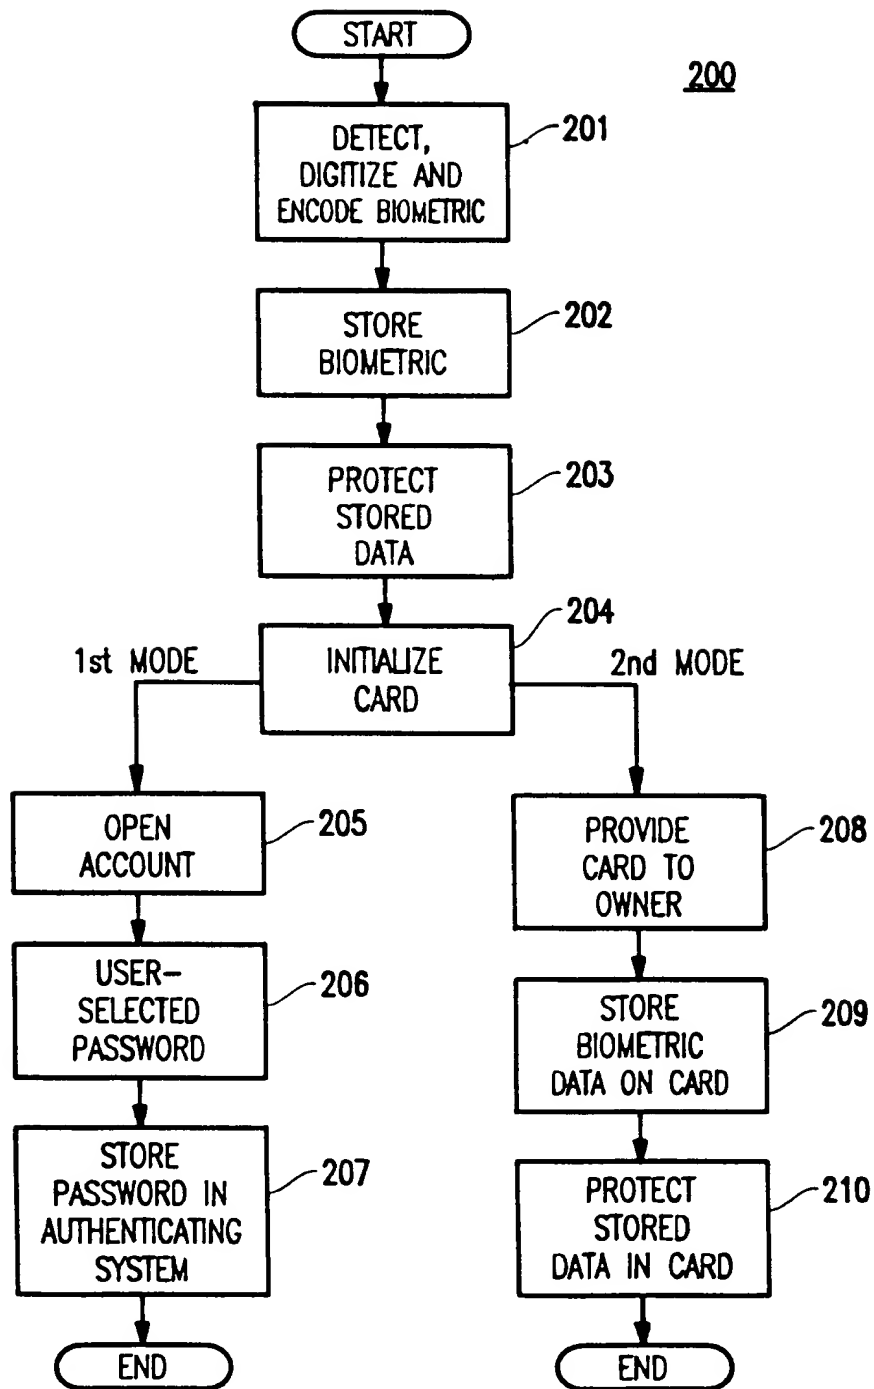 START
200
DETECT,
DIGITIZE AND
ENCODE BIOMETRIC
201
STORE
BIOMETRIC
202
PROTECT
STORED
DATA
203
INITIALIZE
CARD
204
1st MODE
2nd MODE
OPEN
ACCOUNT
205
USER-
SELECTED
PASSWORD
206
STORE
PASSWORD IN
AUTHENTICATING
SYSTEM
207
END
PROVIDE
CARD TO
OWNER
208
STORE
BIOMETRIC
DATA ON CARD
209
PROTECT
STORED
DATA IN CARD
210
END